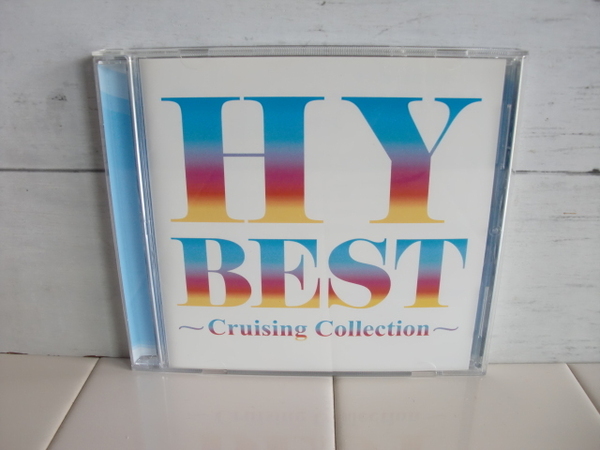 HY
BEST
～Cruising Collection～